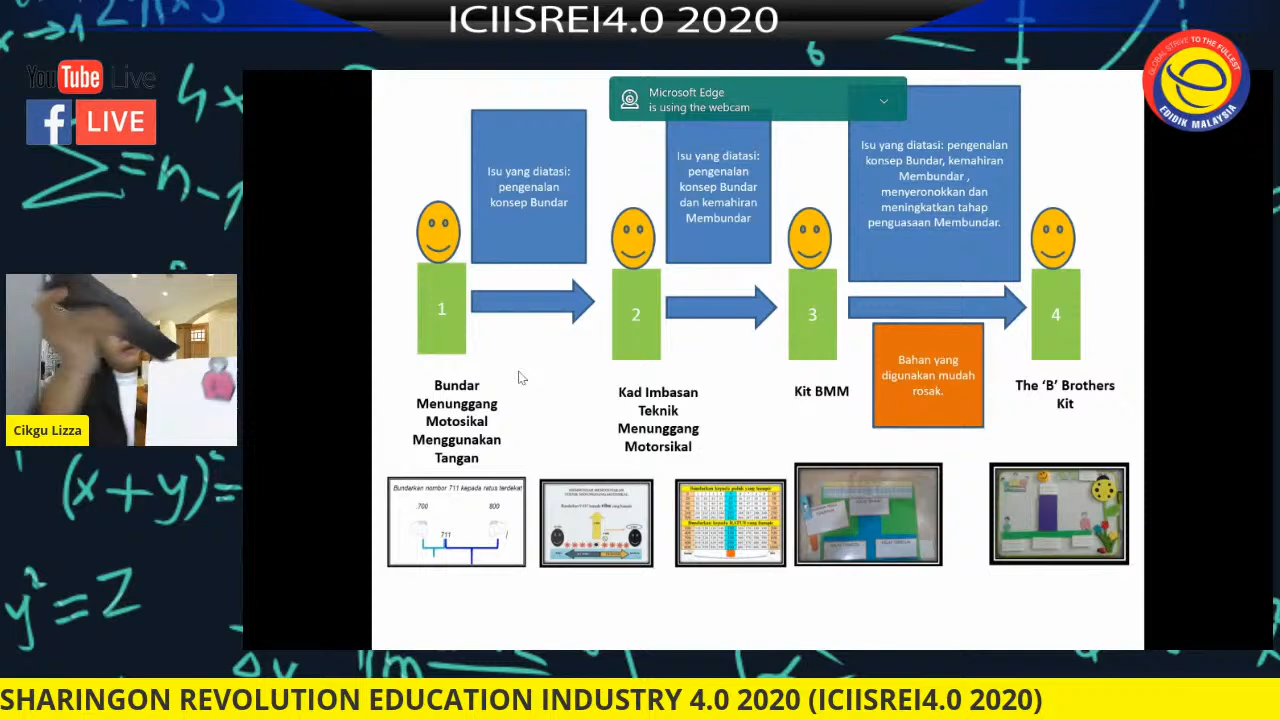 ICIISREI4.0 2020
YouTube Live
f LIVE
GLOBAL STRIVE TO THE FULLEST
EDIDIK MALAYSIA
Microsoft Edge
is using the webcam
Isu yang diatasi:
pengenalan
konsep Bundar
Isu yang diatasi:
pengenalan
konsep Bundar
dan kemahiran
Membundar
Isu yang diatasi: pengenalan
konsep Bundar, kemahiran
Membundar ,
menyeronokkan dan
meningkatkan tahap
penguasaan Membundar.
1
2
3
4
Bahan yang
digunakan mudah
rosak.
Bundar
Menunggang
Motosikal
Menggunakan
Tangan
Kad Imbasan
Teknik
Menunggang
Motorsikal
Kit BMM
The ‘B’ Brothers
Kit
Cikgu Lizza
Bundarkan nombor 711 kepada ratus terdekat
700
800
711
(x+y)²=
y²=z
SHARINGON REVOLUTION EDUCATION INDUSTRY 4.0 2020 (ICIISREI4.0 2020)